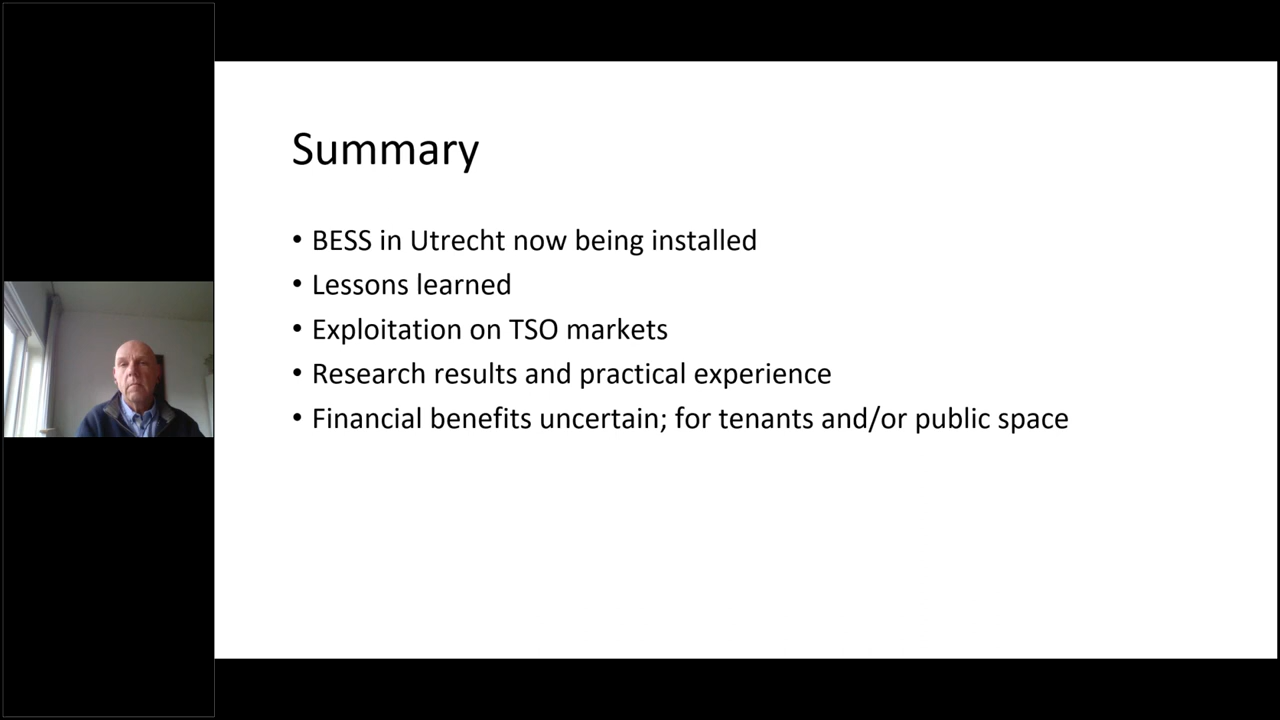 Summary
• BESS in Utrecht now being installed
• Lessons learned
• Exploitation on TSO markets
• Research results and practical experience
• Financial benefits uncertain; for tenants and/or public space